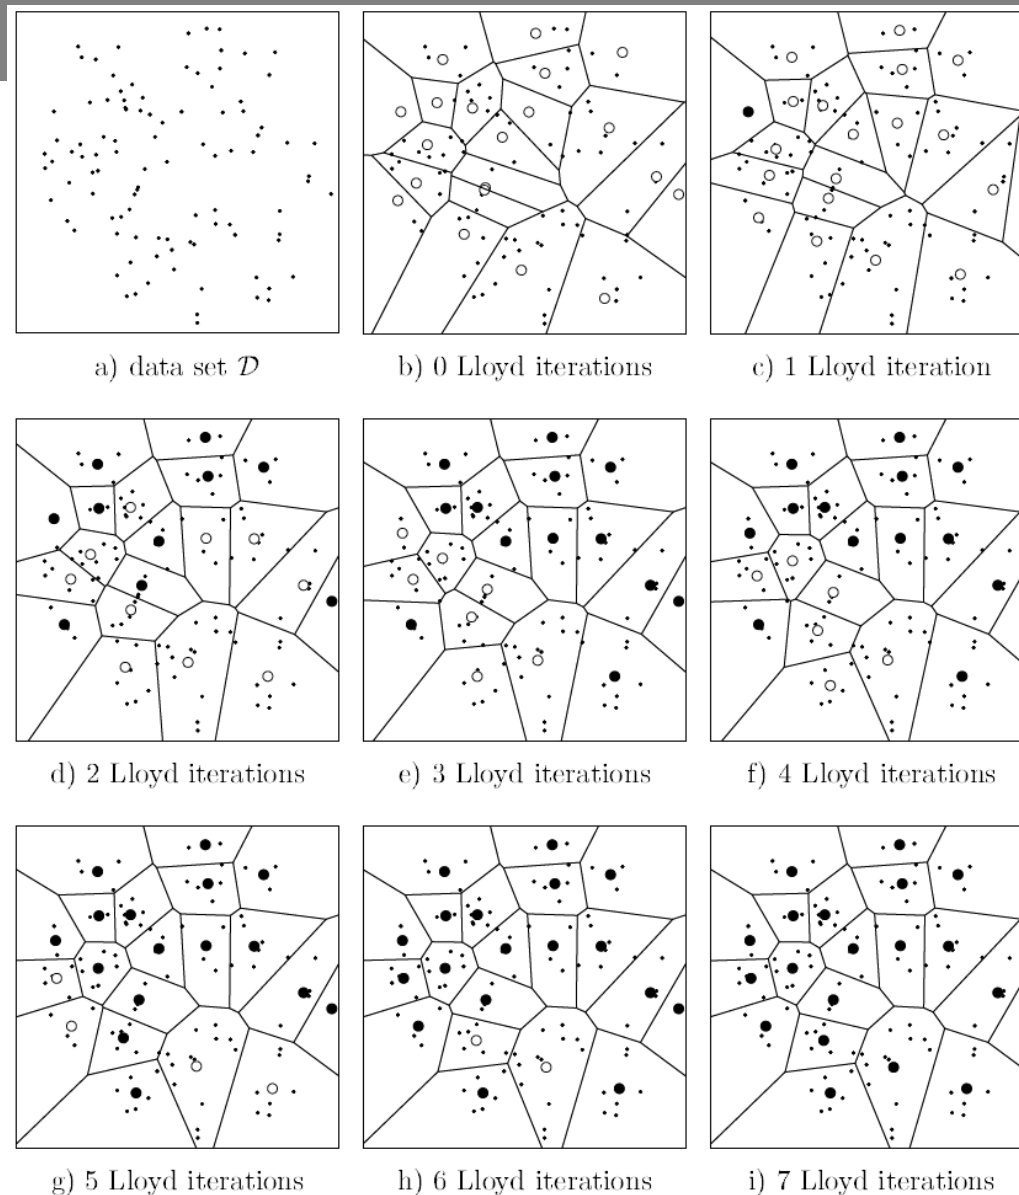 a) data set 𝒟
b) 0 Lloyd iterations
c) 1 Lloyd iteration
d) 2 Lloyd iterations
e) 3 Lloyd iterations
f) 4 Lloyd iterations
g) 5 Lloyd iterations
h) 6 Lloyd iterations
i) 7 Lloyd iterations